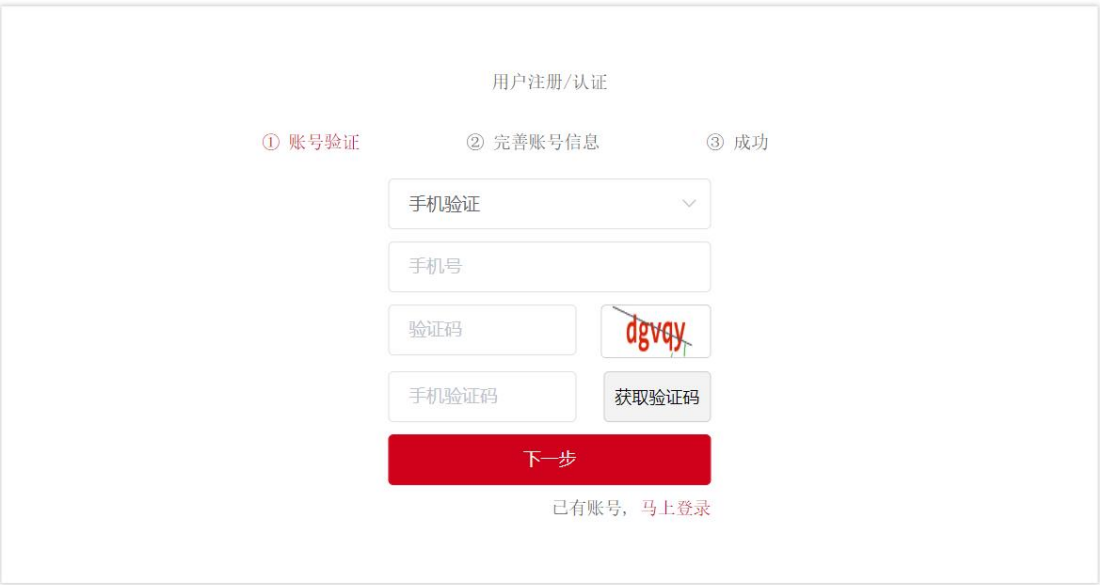 用户注册/认证
① 账号验证 ② 完善账号信息 ③ 成功
手机验证
手机号
验证码 dgvqy
手机验证码 获取验证码
下一步
已有账号, 马上登录